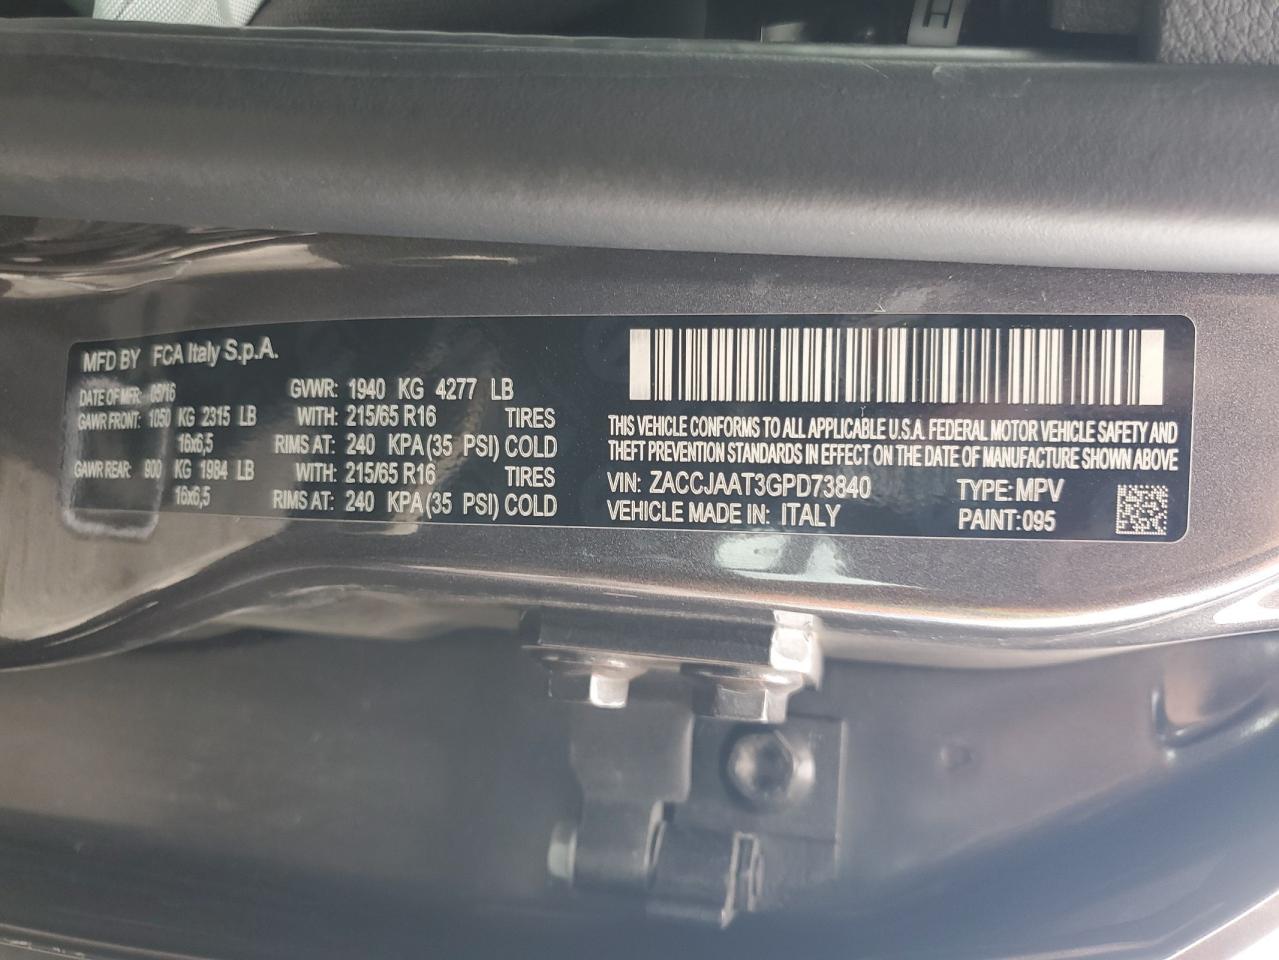 H
MFD BY FCA Italy S.p.A.
DATE OF MFR: 05/16 GVWR: 1940 KG 4277 LB
GAWR FRONT: 1050 KG 2315 LB WITH: 215/65 R16 TIRES
16x6,5 RIMS AT: 240 KPA(35 PSI) COLD
GAWR REAR: 900 KG 1984 LB WITH: 215/65 R16 TIRES
16x6,5 RIMS AT: 240 KPA(35 PSI) COLD
THIS VEHICLE CONFORMS TO ALL APPLICABLE U.S.A. FEDERAL MOTOR VEHICLE SAFETY AND
THEFT PREVENTION STANDARDS IN EFFECT ON THE DATE OF MANUFACTURE SHOWN ABOVE
VIN: ZACCJAAT3GPD73840 TYPE: MPV
VEHICLE MADE IN: ITALY PAINT: 095